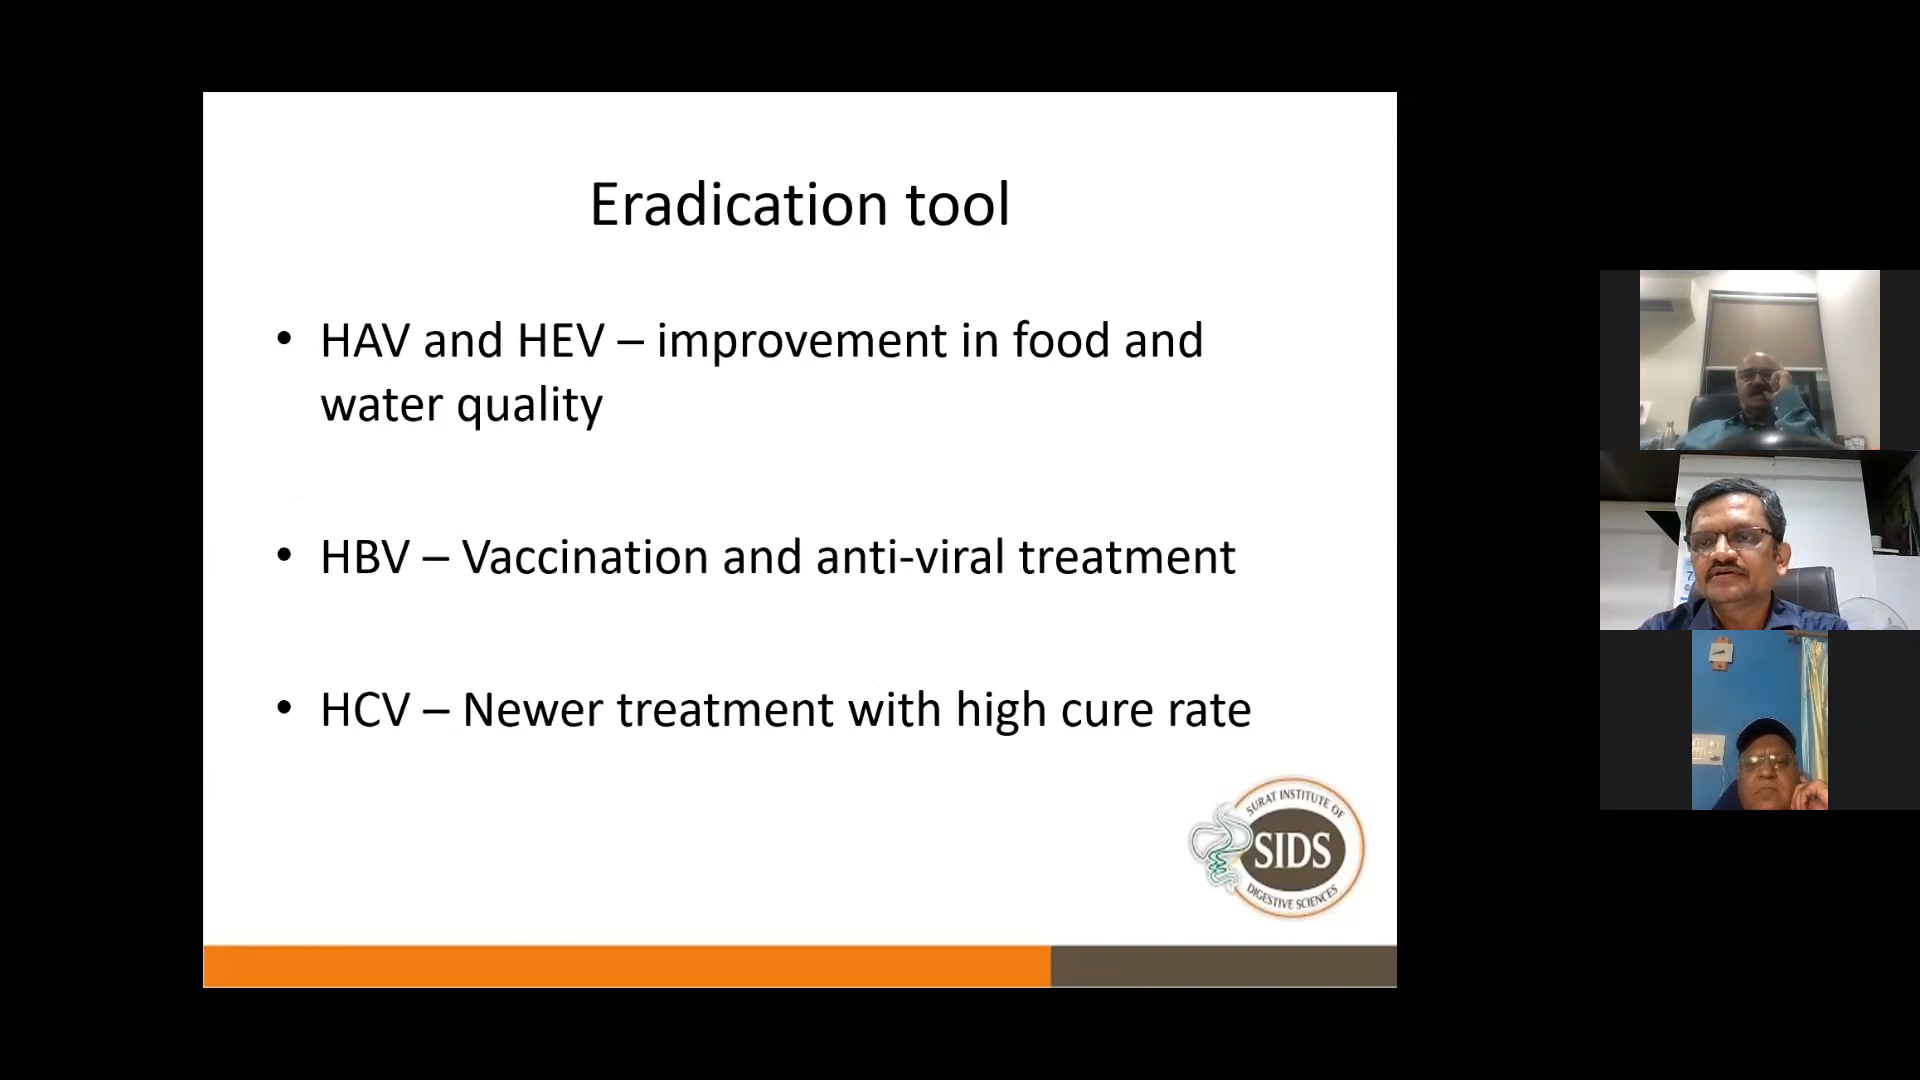 Eradication tool
• HAV and HEV – improvement in food and
water quality
• HBV – Vaccination and anti-viral treatment
• HCV – Newer treatment with high cure rate
SURAT INSTITUTE OF
SIDS
DIGESTIVE SCIENCES
7